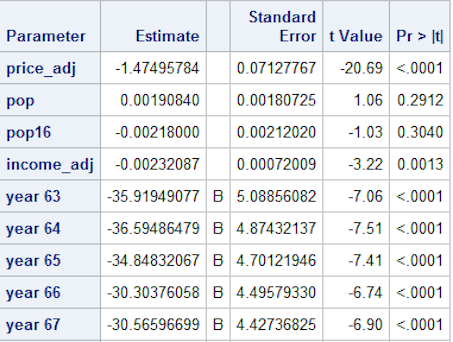 Parameter Estimate Standard Error t Value Pr > |t|
price_adj -1.47495784 0.07127767 -20.69 <.0001
pop 0.00190840 0.00180725 1.06 0.2912
pop16 -0.00218000 0.00212020 -1.03 0.3040
income_adj -0.00232087 0.00072009 -3.22 0.0013
year 63 -35.91949077 B 5.08856082 -7.06 <.0001
year 64 -36.59486479 B 4.87432137 -7.51 <.0001
year 65 -34.84832067 B 4.70121946 -7.41 <.0001
year 66 -30.30376058 B 4.49579330 -6.74 <.0001
year 67 -30.56596699 B 4.42736825 -6.90 <.0001